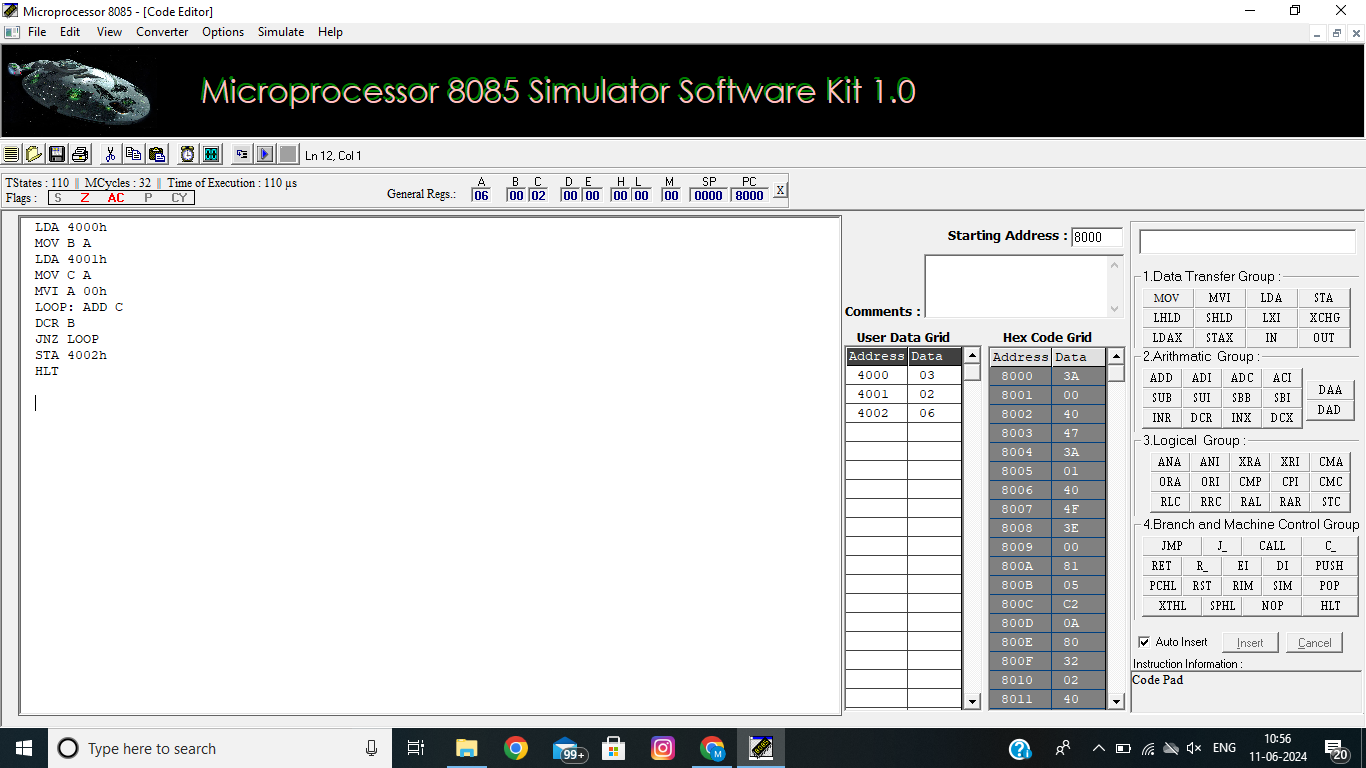 Microprocessor 8085 - [Code Editor]
File Edit View Converter Options Simulate Help
Microprocessor 8085 Simulator Software Kit 1.0
Ln 12, Col 1
TStates : 110 MCycles : 32 Time of Execution : 110 µs
Flags : S Z AC P CY
General Regs.: A B C D E H L M SP PC
06 00 02 00 00 00 00 00 0000 8000 X
LDA 4000h
MOV B A
LDA 4001h
MOV C A
MVI A 00h
LOOP: ADD C
DCR B
JNZ LOOP
STA 4002h
HLT
Starting Address : 8000
Comments :
User Data Grid
Address Data
4000 03
4001 02
4002 06
Hex Code Grid
Address Data
8000 3A
8001 00
8002 40
8003 47
8004 3A
8005 01
8006 40
8007 4F
8008 3E
8009 00
800A 81
800B 05
800C C2
800D 0A
800E 80
800F 32
8010 02
8011 40
1.Data Transfer Group :
MOV MVI LDA STA
LHLD SHLD LXI XCHG
LDAX STAX IN OUT
2.Arithmetic Group :
ADD ADI ADC ACI
SUB SUI SBB SBI
INR DCR INX DCX
DAA
DAD
3.Logical Group :
ANA ANI XRA XRI CMA
ORA ORI CMP CPI CMC
RLC RRC RAL RAR STC
4.Branch and Machine Control Group
JMP J_ CALL C_
RET R_ EI DI PUSH
PCHL RST RIM SIM POP
XTHL SPHL NOP HLT
Auto Insert Insert Cancel
Instruction Information :
Code Pad
Type here to search
99+
M
8085
ENG
10:56
11-06-2024
20